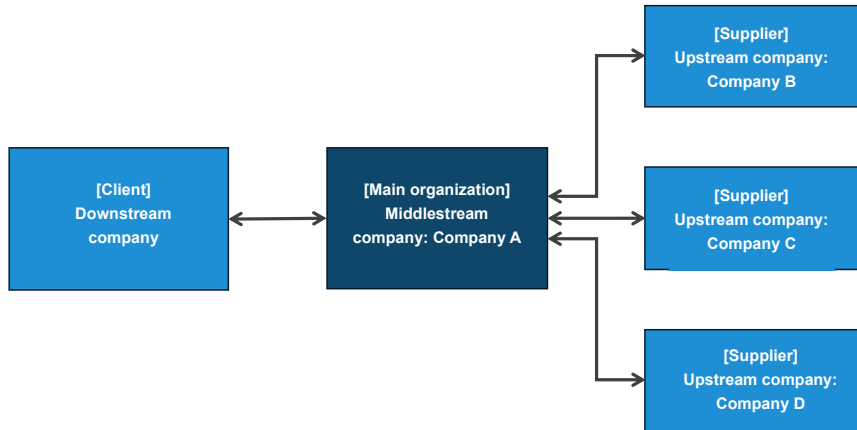 [Client]
Downstream
company
[Main organization]
Middlestream
company: Company A
[Supplier]
Upstream company:
Company B
[Supplier]
Upstream company:
Company C
[Supplier]
Upstream company:
Company D